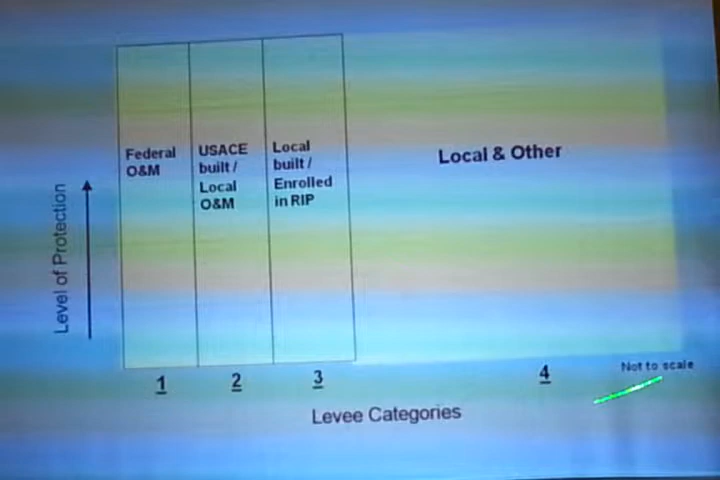 Federal
O&M
USACE
built /
Local
O&M
Local
built /
Enrolled
in RIP
Local & Other
Level of Protection
1
2
3
4
Not to scale
Levee Categories